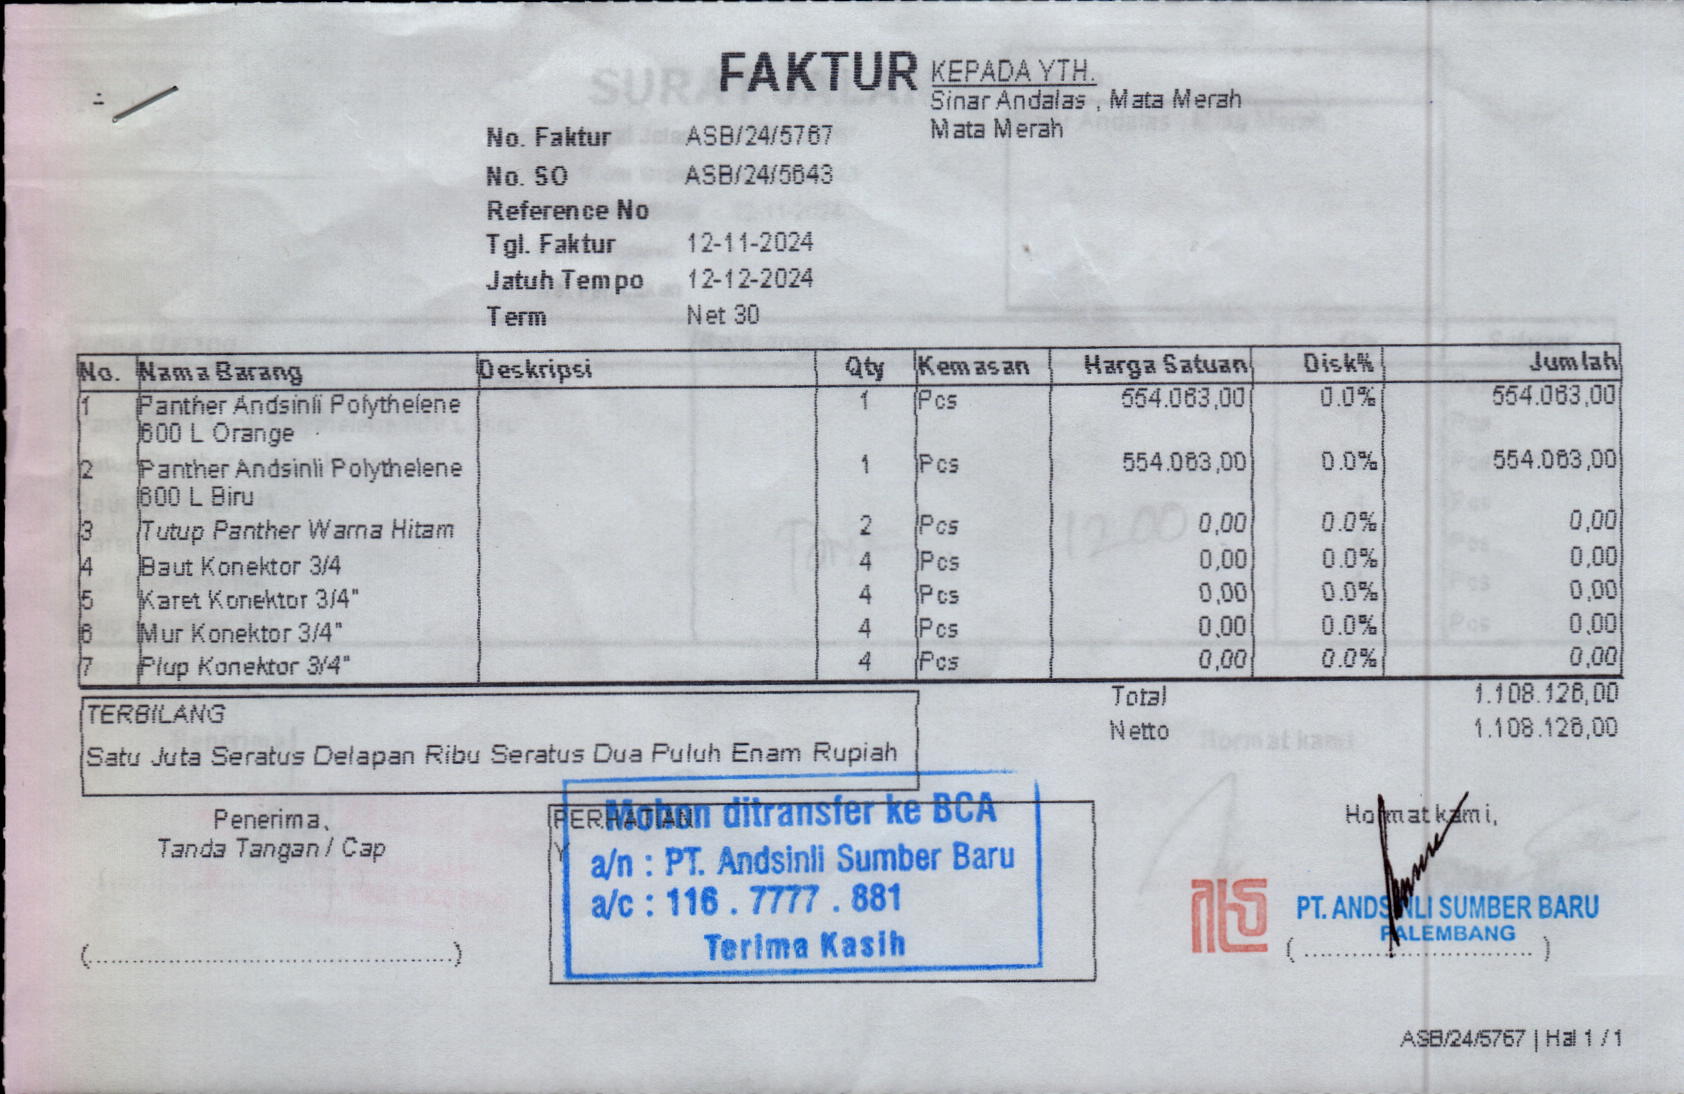 FAKTUR
KEPADA YTH.
Sinar Andalas , Mata Merah
Mata Merah
No. Faktur ASB/24/5767
No. SO ASB/24/5643
Reference No
Tgl. Faktur 12-11-2024
Jatuh Tempo 12-12-2024
Term Net 30
No. Nama Barang Deskripsi Qty Kemasan Harga Satuan Disk% Jumlah
1 Panther Andsinli Polythelene 1 Pcs 554.063,00 0.0% 554.063,00
600 L Orange
2 Panther Andsinli Polythelene 1 Pcs 554.063,00 0.0% 554.063,00
600 L Biru
3 Tutup Panther Warna Hitam 2 Pcs 0,00 0.0% 0,00
4 Baut Konektor 3/4 4 Pcs 0,00 0.0% 0,00
5 Karet Konektor 3/4" 4 Pcs 0,00 0.0% 0,00
6 Mur Konektor 3/4" 4 Pcs 0,00 0.0% 0,00
7 Plup Konektor 3/4" 4 Pcs 0,00 0.0% 0,00
Total 1.108.126,00
Netto 1.108.126,00
TERBILANG
Satu Juta Seratus Delapan Ribu Seratus Dua Puluh Enam Rupiah
Penerima,
Tanda Tangan / Cap
(..............................................)
PERHATIAN
Y
Mohon ditransfer ke BCA
a/n : PT. Andsinli Sumber Baru
a/c : 116 . 7777 . 881
Terima Kasih
Hormat kami,
PT. ANDSINLI SUMBER BARU
PALEMBANG
( ............................. )
ASB/24/5767 | Hal 1 / 1